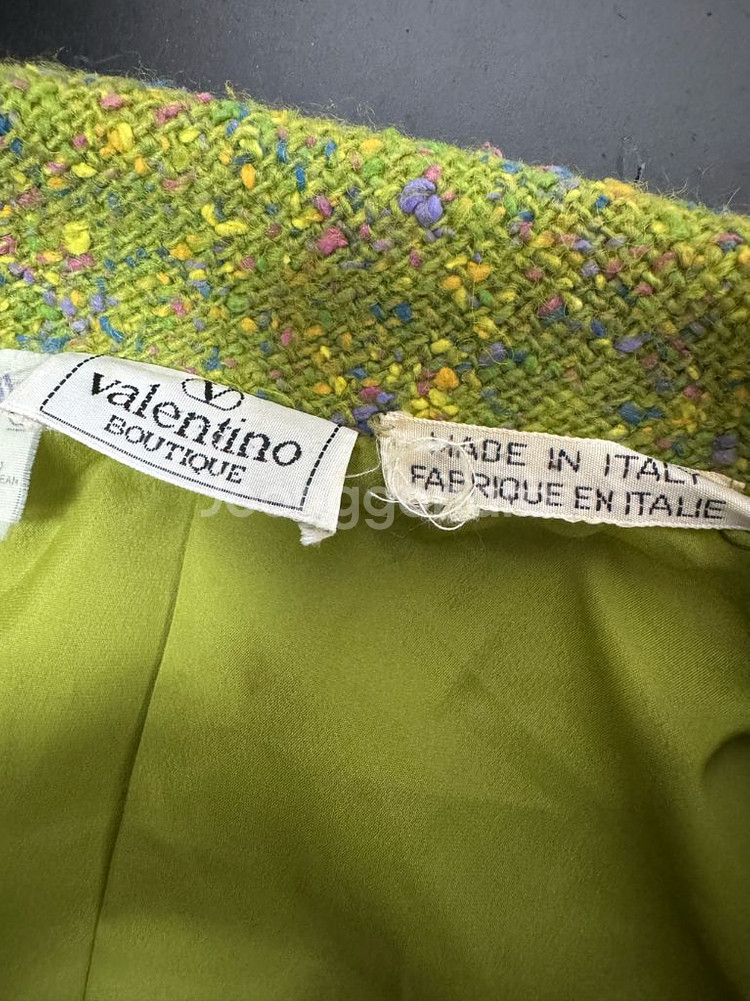 valentino
BOUTIQUE
MADE IN ITALY
FABRIQUE EN ITALIE